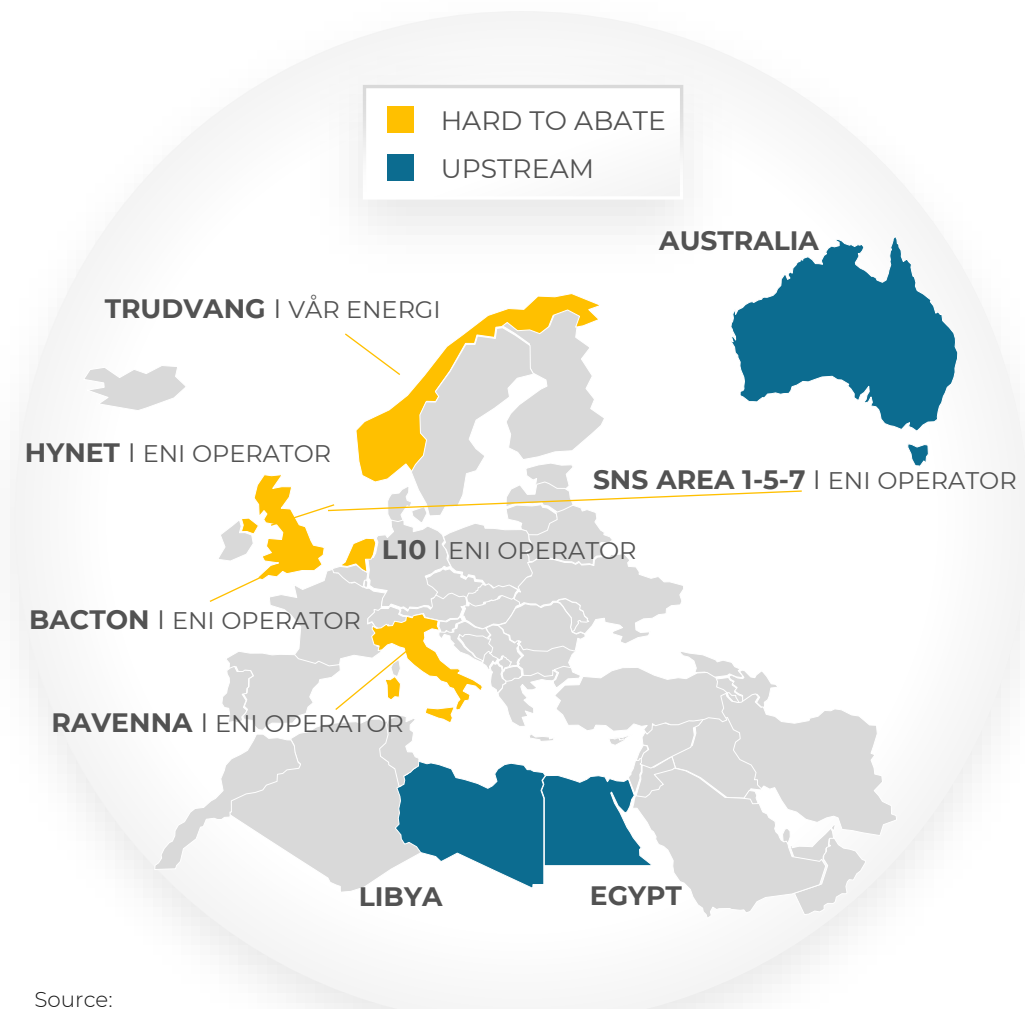 HARD TO ABATE
UPSTREAM
AUSTRALIA
TRUDVANG I VÅR ENERGI
HYNET I ENI OPERATOR
SNS AREA 1-5-7 I ENI OPERATOR
L10 I ENI OPERATOR
BACTON I ENI OPERATOR
RAVENNA I ENI OPERATOR
LIBYA
EGYPT
Source: